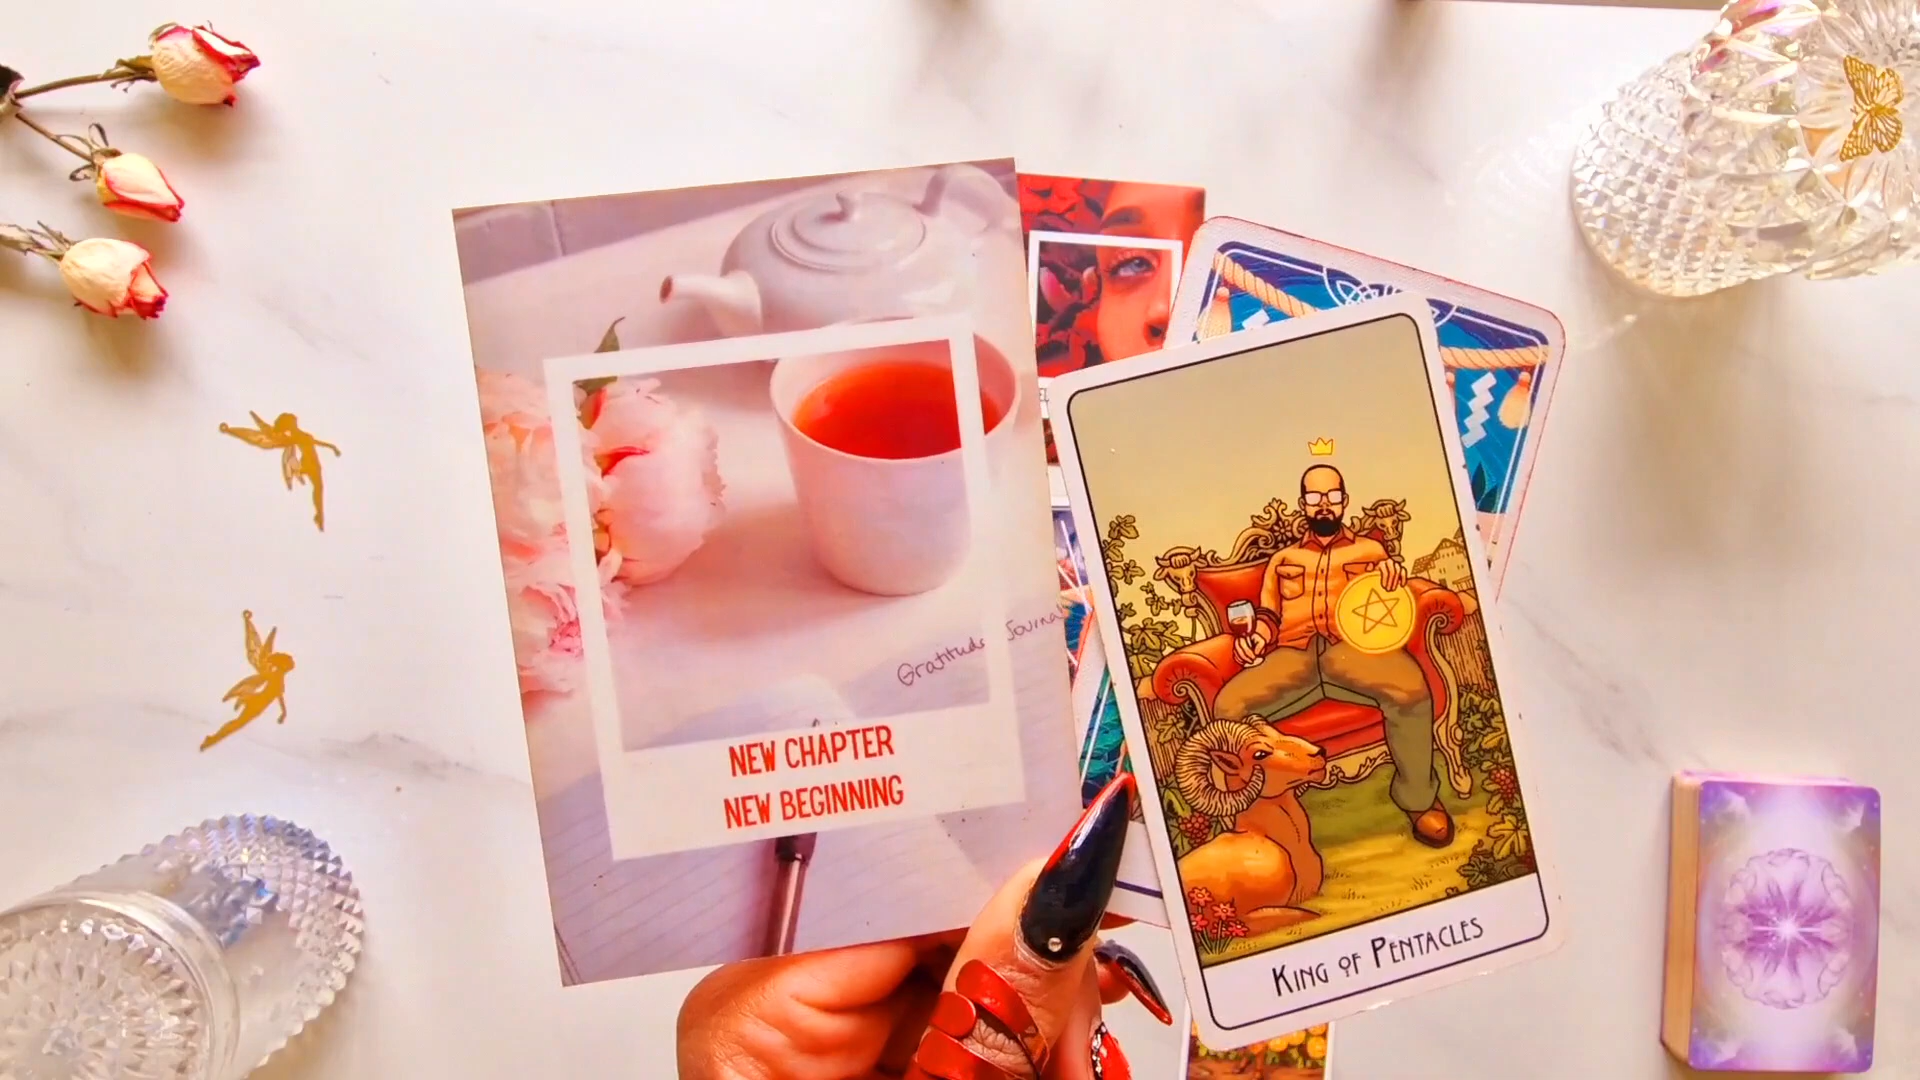 Gratitude Journal
NEW CHAPTER
NEW BEGINNING
KING OF PENTACLES